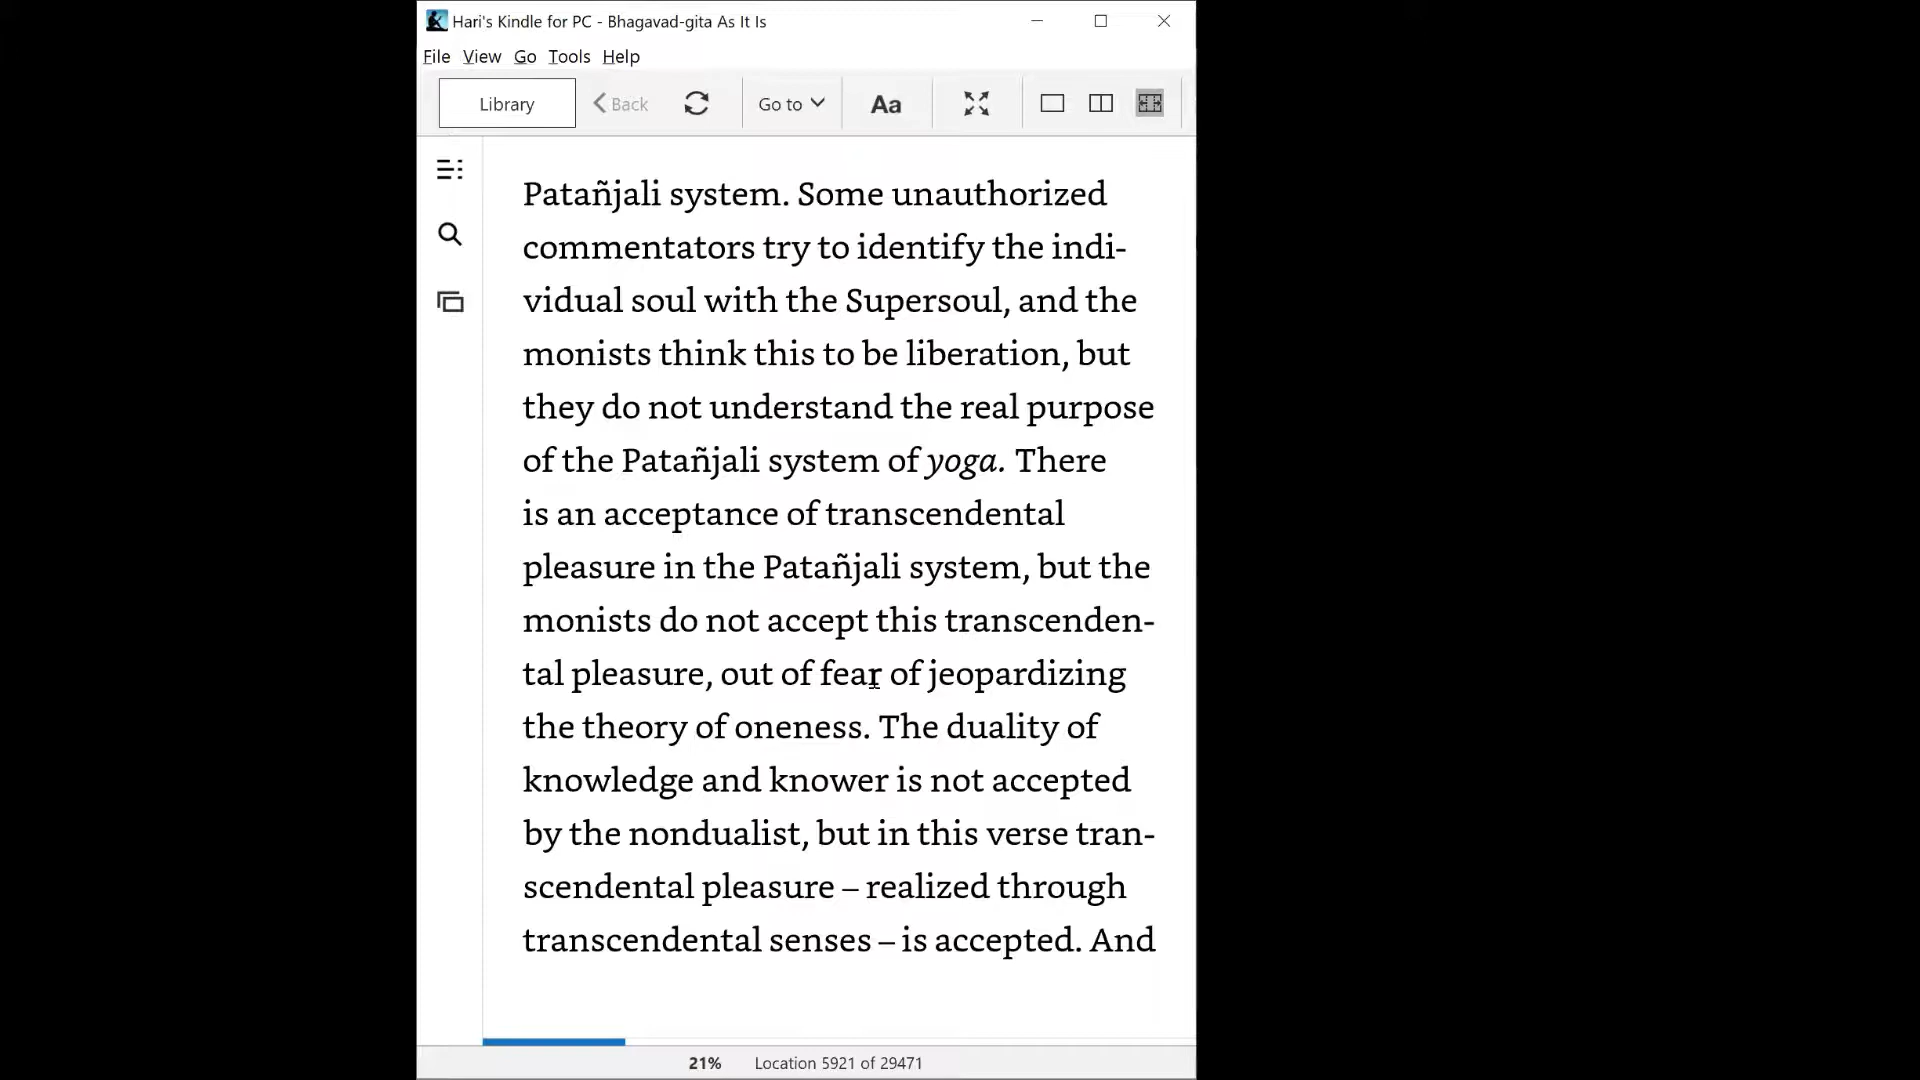 Hari's Kindle for PC - Bhagavad-gita As It Is
File View Go Tools Help
Library Back Go to Aa
Patañjali system. Some unauthorized
commentators try to identify the indi-
vidual soul with the Supersoul, and the
monists think this to be liberation, but
they do not understand the real purpose
of the Patañjali system of yoga. There
is an acceptance of transcendental
pleasure in the Patañjali system, but the
monists do not accept this transcenden-
tal pleasure, out of fear of jeopardizing
the theory of oneness. The duality of
knowledge and knower is not accepted
by the nondualist, but in this verse tran-
scendental pleasure – realized through
transcendental senses – is accepted. And
21% Location 5921 of 29471